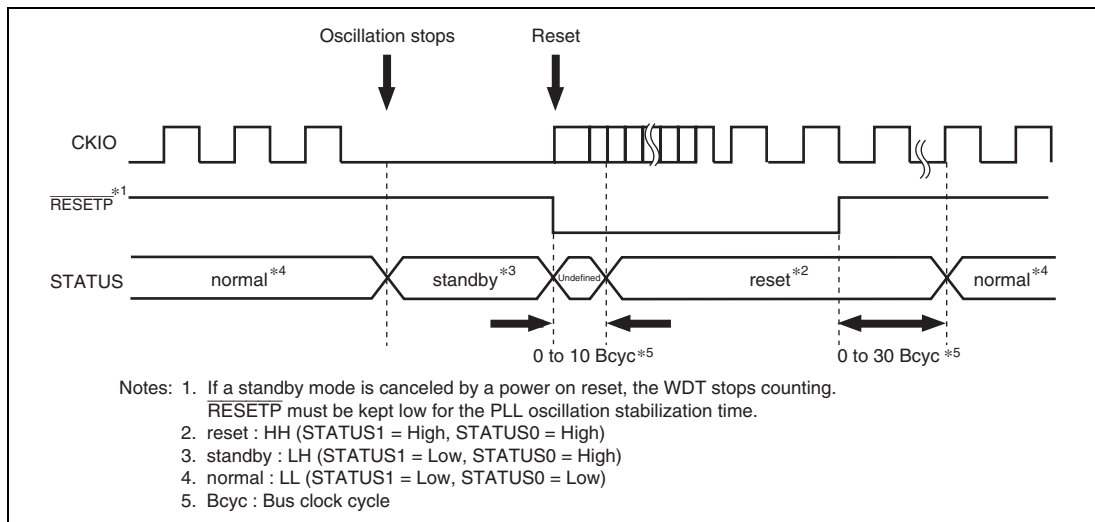 Oscillation stops
Reset
CKIO
RESETP*1
STATUS
normal*4
standby*3
Undefined
reset*2
normal*4
0 to 10 Bcyc*5
0 to 30 Bcyc *5
Notes: 1. If a standby mode is canceled by a power on reset, the WDT stops counting.
RESETP must be kept low for the PLL oscillation stabilization time.
2. reset : HH (STATUS1 = High, STATUS0 = High)
3. standby : LH (STATUS1 = Low, STATUS0 = High)
4. normal : LL (STATUS1 = Low, STATUS0 = Low)
5. Bcyc : Bus clock cycle